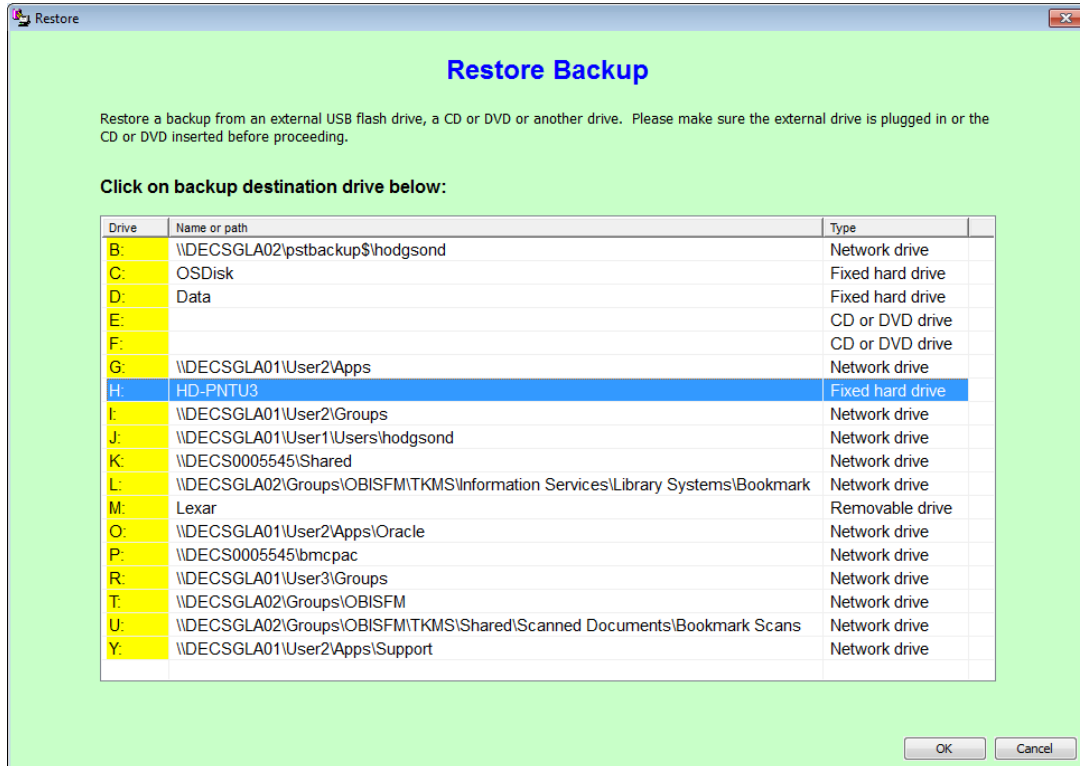 Restore
Restore Backup
Restore a backup from an external USB flash drive, a CD or DVD or another drive.  Please make sure the external drive is plugged in or the
CD or DVD inserted before proceeding.
Click on backup destination drive below:
Drive Name or path Type
B: \\DECSGLA02\pstbackup$\hodgsond Network drive
C: OSDisk Fixed hard drive
D: Data Fixed hard drive
E: CD or DVD drive
F: CD or DVD drive
G: \\DECSGLA01\User2\Apps Network drive
H: HD-PNTU3 Fixed hard drive
I: \\DECSGLA01\User2\Groups Network drive
J: \\DECSGLA01\User1\Users\hodgsond Network drive
K: \\DECS0005545\Shared Network drive
L: \\DECSGLA02\Groups\OBISFM\TKMS\Information Services\Library Systems\Bookmark Network drive
M: Lexar Removable drive
O: \\DECSGLA01\User2\Apps\Oracle Network drive
P: \\DECS0005545\bmcpac Network drive
R: \\DECSGLA01\User3\Groups Network drive
T: \\DECSGLA02\Groups\OBISFM Network drive
U: \\DECSGLA02\Groups\OBISFM\TKMS\Shared\Scanned Documents\Bookmark Scans Network drive
Y: \\DECSGLA01\User2\Apps\Support Network drive
OK Cancel